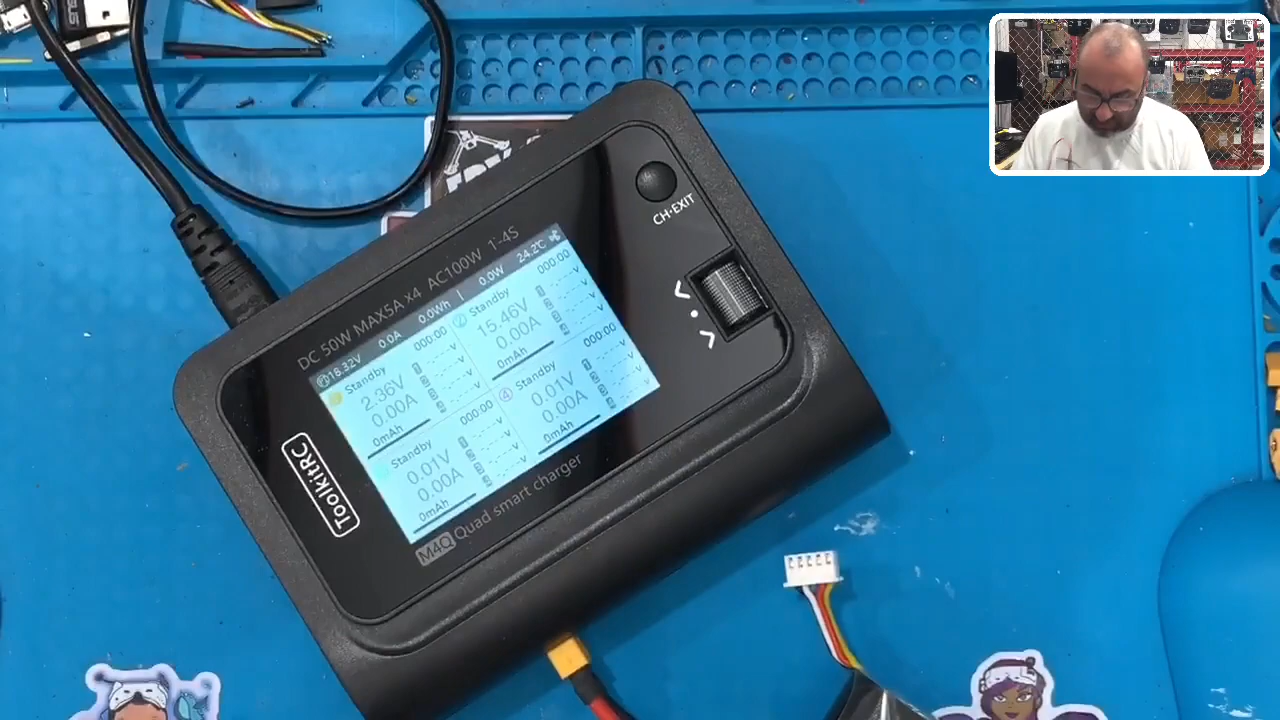 DC 50W MAX5A x4 AC100W 1-4S
CH•EXIT
18.32V 0.0A 0.0Wh 0.0W 24.2℃
Standby 000:00
2.36V
0.00A
0mAh
2 Standby 000:00
15.46V
0.00A
0mAh
Standby 000:00
0.01V
0.00A
0mAh
4 Standby 000:00
0.01V
0.00A
0mAh
ToolkitRC
M4Q Quad smart charger